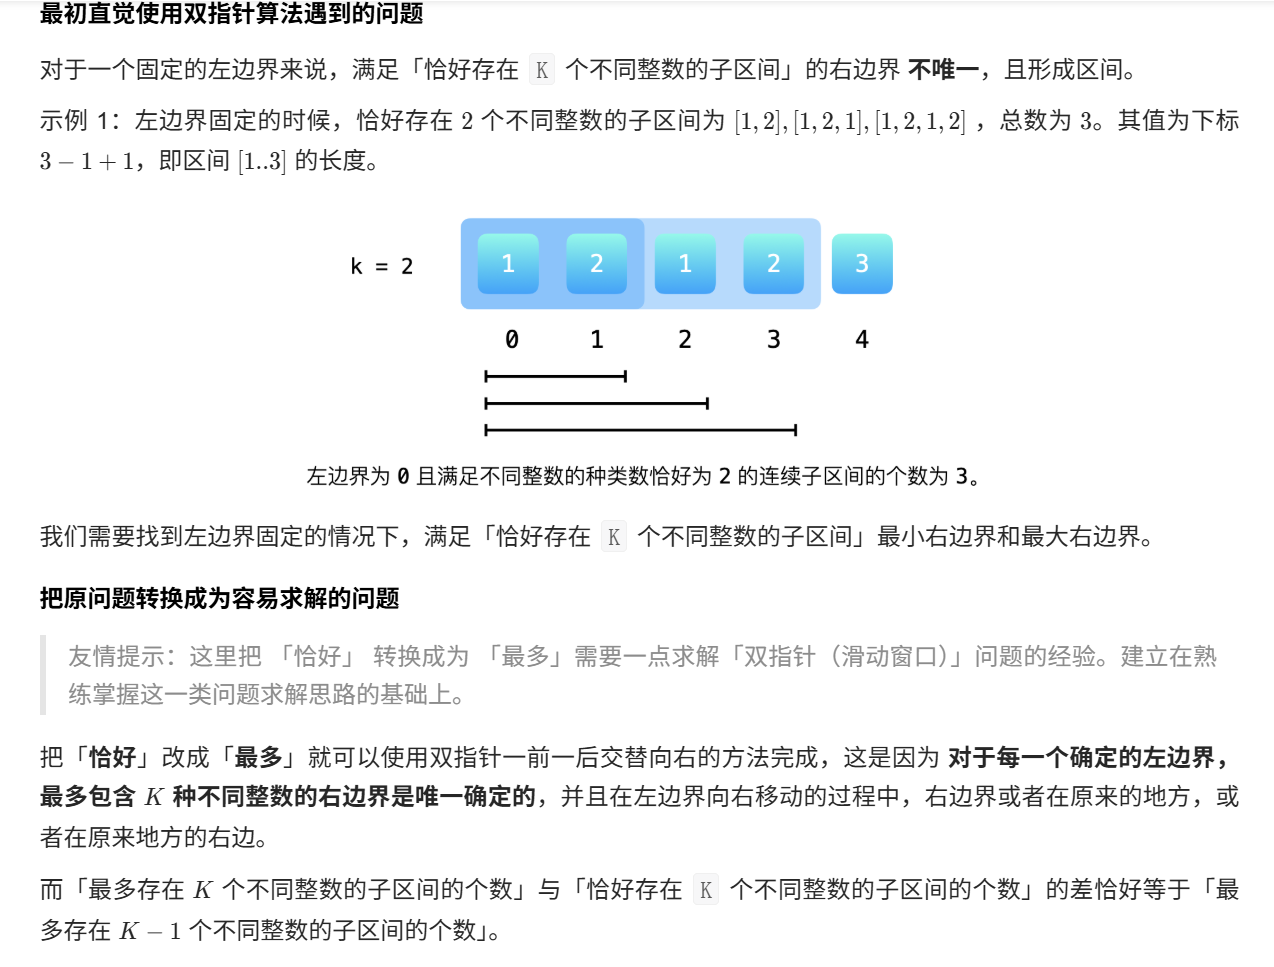 最初直觉使用双指针算法遇到的问题
对于一个固定的左边界来说，满足「恰好存在 K 个不同整数的子区间」的右边界 不唯一，且形成区间。
示例 1：左边界固定的时候，恰好存在 2 个不同整数的子区间为 [1,2],[1,2,1],[1,2,1,2] ，总数为 3。其值为下标
3 − 1 + 1，即区间 [1..3] 的长度。
k = 2
1 2 1 2 3
0 1 2 3 4
左边界为 0 且满足不同整数的种类数恰好为 2 的连续子区间的个数为 3。
我们需要找到左边界固定的情况下，满足「恰好存在 K 个不同整数的子区间」最小右边界和最大右边界。
把原问题转换成为容易求解的问题
友情提示：这里把 「恰好」 转换成为 「最多」需要一点求解「双指针（滑动窗口）」问题的经验。建立在熟
练掌握这一类问题求解思路的基础上。
把「恰好」改成「最多」就可以使用双指针一前一后交替向右的方法完成，这是因为 对于每一个确定的左边界，
最多包含 K 种不同整数的右边界是唯一确定的，并且在左边界向右移动的过程中，右边界或者在原来的地方，或
者在原来地方的右边。
而「最多存在 K 个不同整数的子区间的个数」与「恰好存在 K 个不同整数的子区间的个数」的差恰好等于「最
多存在 K − 1 个不同整数的子区间的个数」。